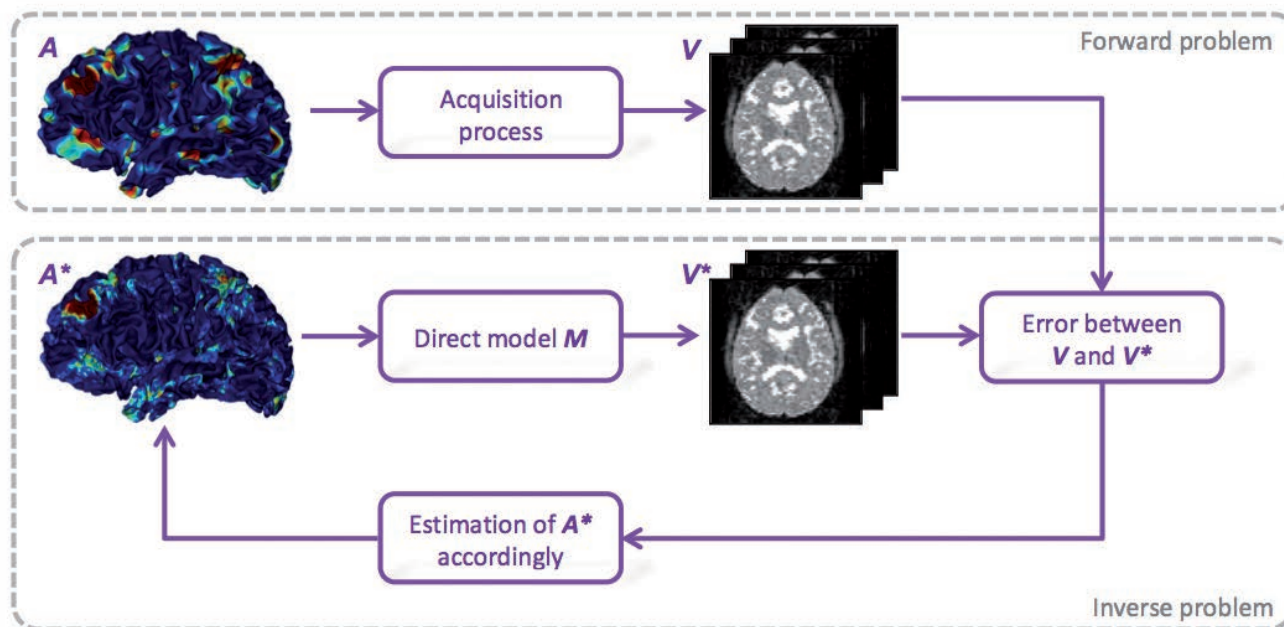 A
V
Forward problem
Acquisition
process
A*
V*
Direct model M
Error between
V and V*
Estimation of A*
accordingly
Inverse problem